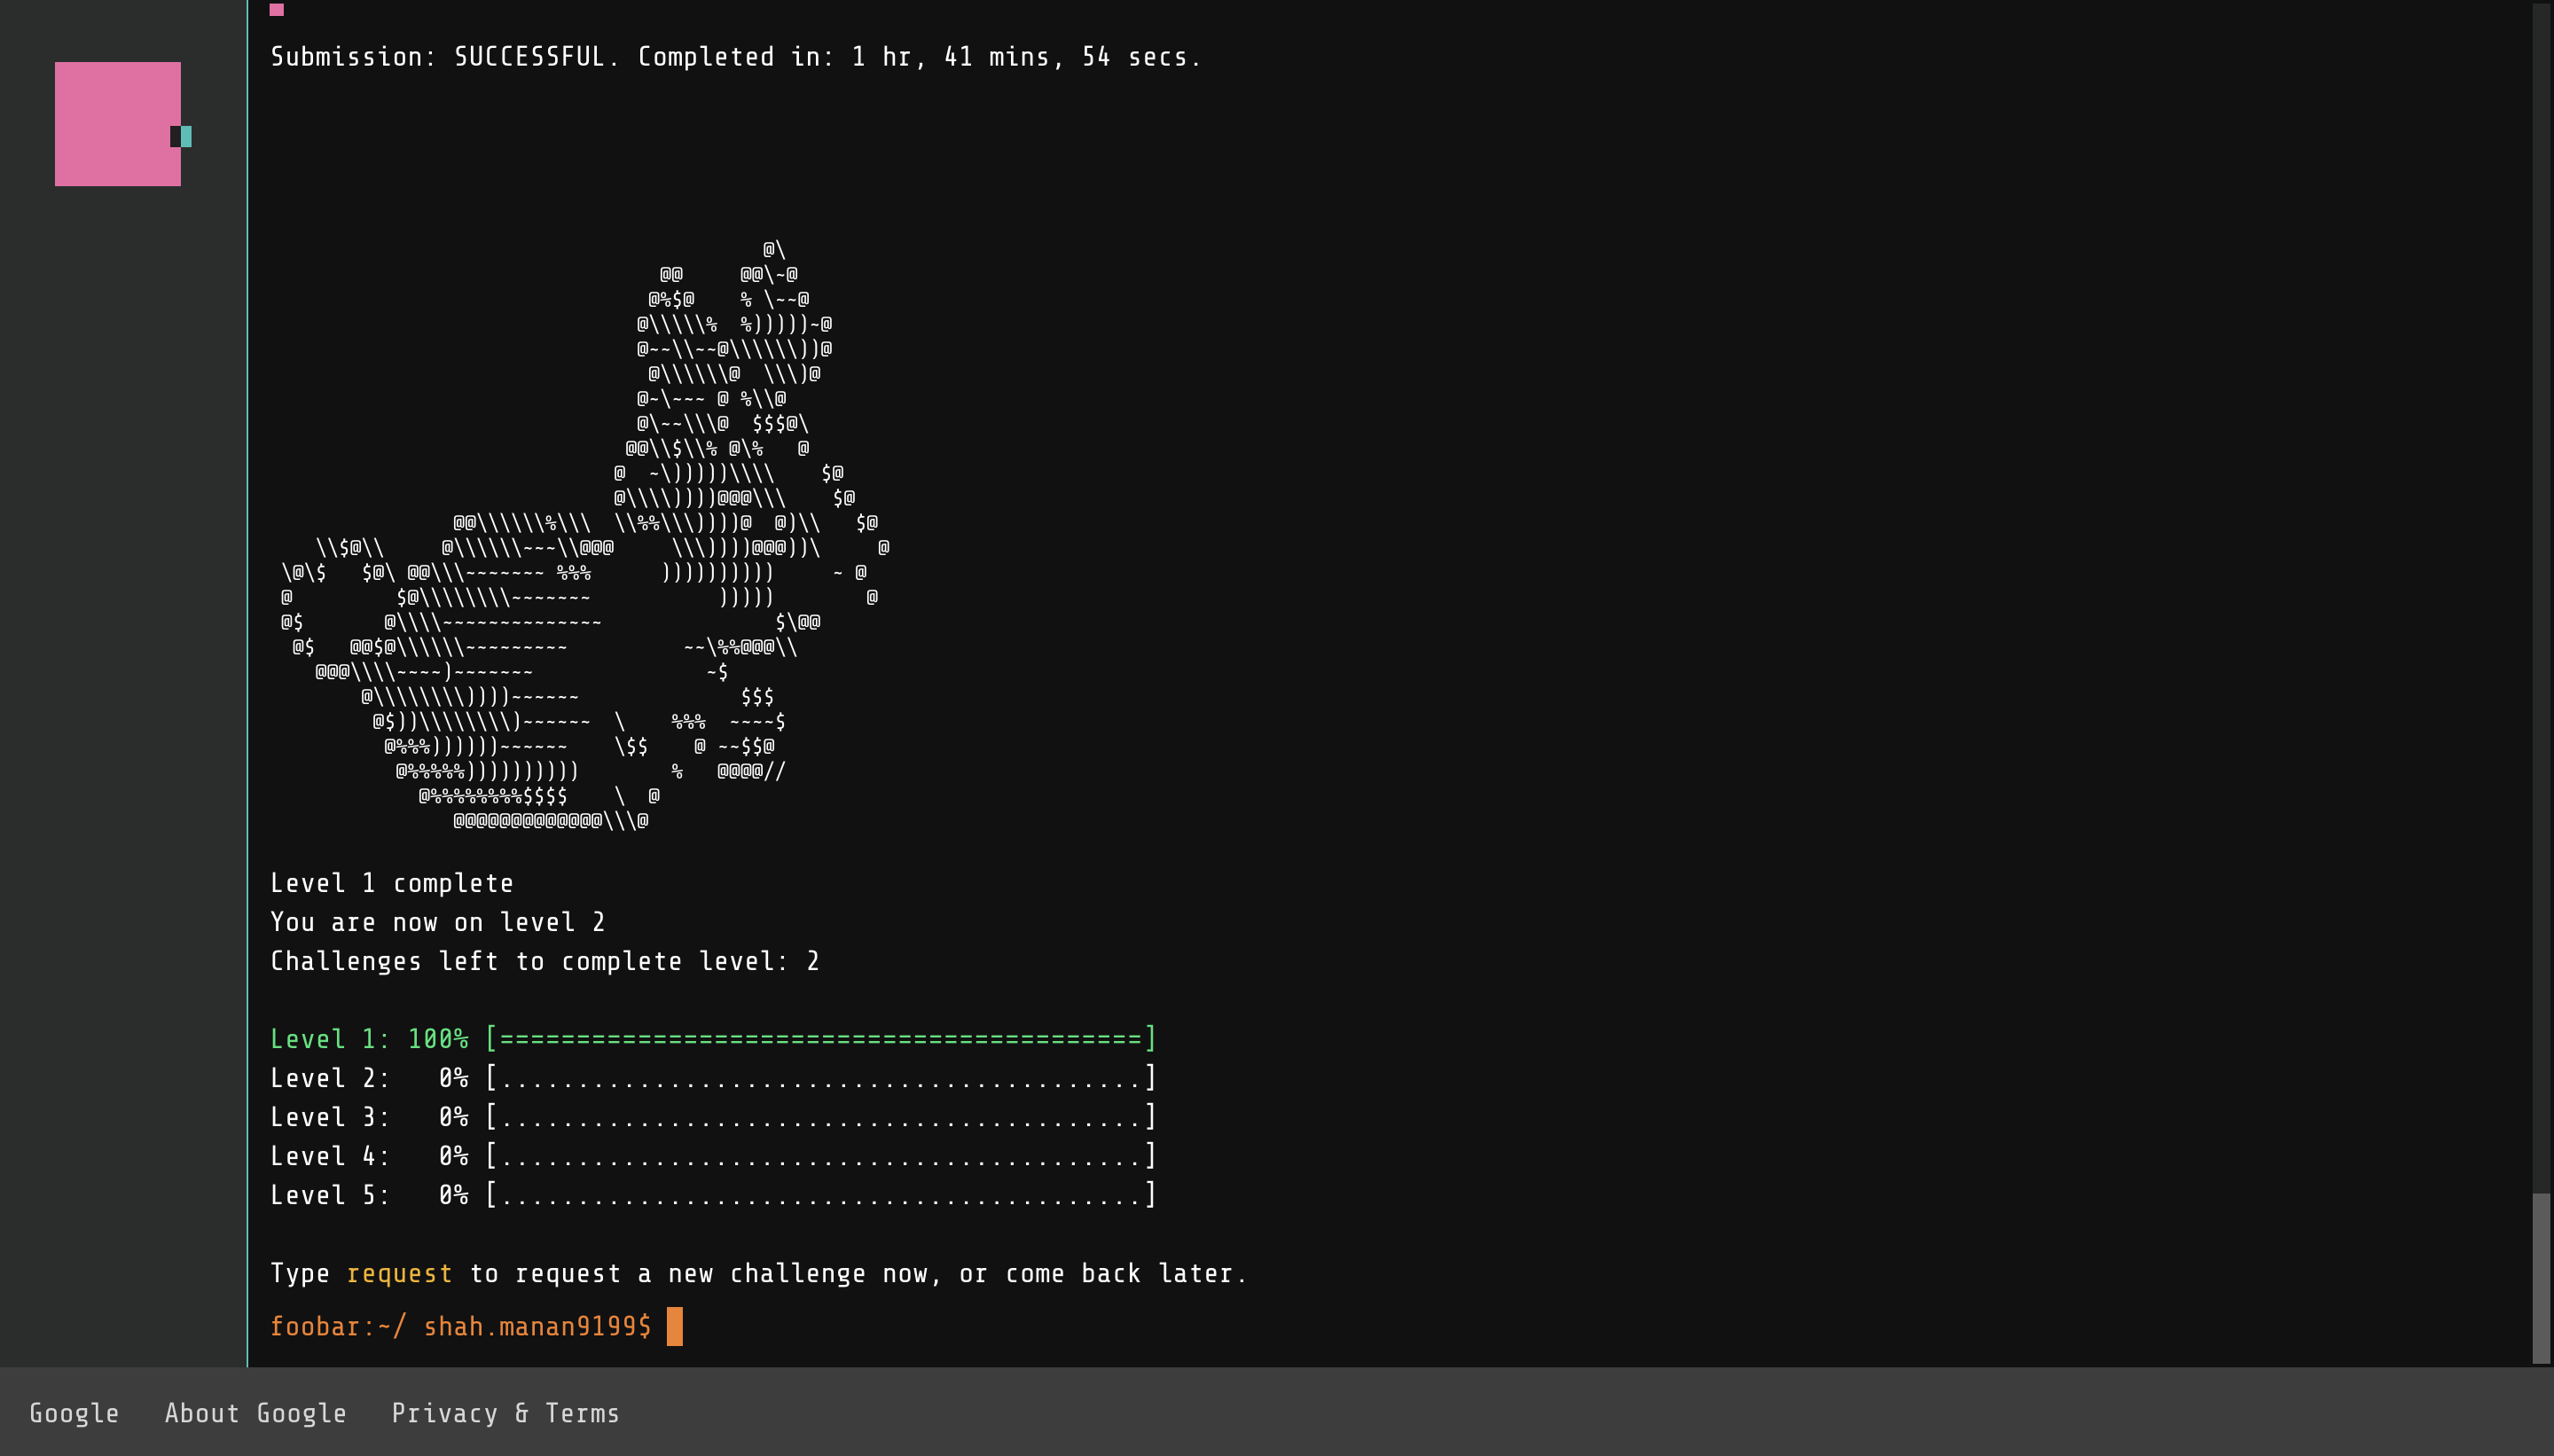 Submission: SUCCESSFUL. Completed in: 1 hr, 41 mins, 54 secs.
                                           @\
                                  @@     @@\~@
                                 @%$@    % \~~@
                                @\\\\\%  %)))))~@
                                @~~\\~~@\\\\\\))@
                                 @\\\\\\@  \\\)@
                                @~\~~~ @ %\\@
                                @\~~\\\@  $$$@\
                               @@\\$\\% @\%   @
                              @  ~\)))))\\\\    $@
                              @\\\\))))@@@\\\    $@
                @@\\\\\\%\\\  \\%%\\\))))@  @)\\   $@
    \\$@\\     @\\\\\\~~~\\@@@     \\\))))@@@))\     @
 \@\$   $@\ @@\\\~~~~~~~ %%%      ))))))))))     ~ @
 @         $@\\\\\\\\~~~~~~~           )))))        @
 @$       @\\\\~~~~~~~~~~~~~~               $\@@
  @$   @@$@\\\\\\~~~~~~~~~          ~~\%%@@@\\
    @@@\\\\~~~~)~~~~~~~               ~$
        @\\\\\\\\))))~~~~~~              $$$
         @$))\\\\\\\\)~~~~~~  \    %%%  ~~~~$
          @%%%))))))~~~~~~    \$$    @ ~~$$@
           @%%%%%))))))))))        %   @@@@//
             @%%%%%%%%$$$$    \  @
                @@@@@@@@@@@@@\\\@
Level 1 complete
You are now on level 2
Challenges left to complete level: 2
Level 1: 100% [==========================================]
Level 2:   0% [..........................................]
Level 3:   0% [..........................................]
Level 4:   0% [..........................................]
Level 5:   0% [..........................................]
Type request to request a new challenge now, or come back later.
foobar:~/ shah.manan9199$
Google   About Google   Privacy & Terms